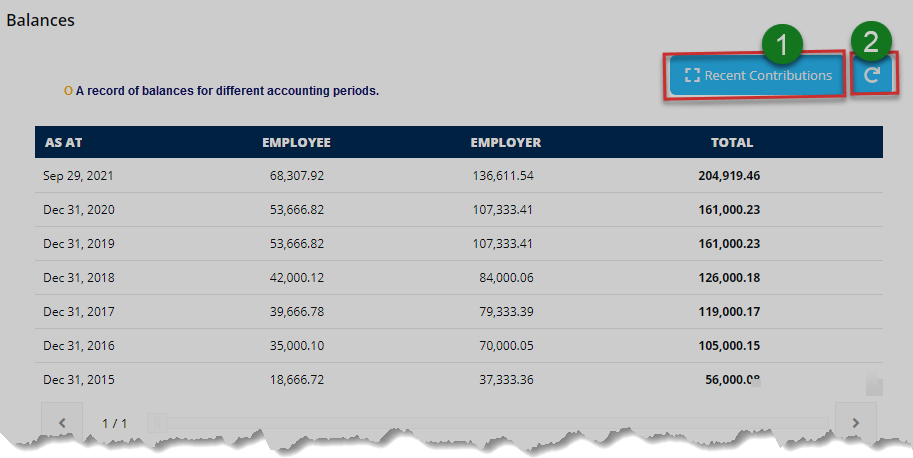 Balances
1
2
Recent Contributions
A record of balances for different accounting periods.
AS AT EMPLOYEE EMPLOYER TOTAL
Sep 29, 2021 68,307.92 136,611.54 204,919.46
Dec 31, 2020 53,666.82 107,333.41 161,000.23
Dec 31, 2019 53,666.82 107,333.41 161,000.23
Dec 31, 2018 42,000.12 84,000.06 126,000.18
Dec 31, 2017 39,666.78 79,333.39 119,000.17
Dec 31, 2016 35,000.10 70,000.05 105,000.15
Dec 31, 2015 18,666.72 37,333.36 56,000.08
1 / 1